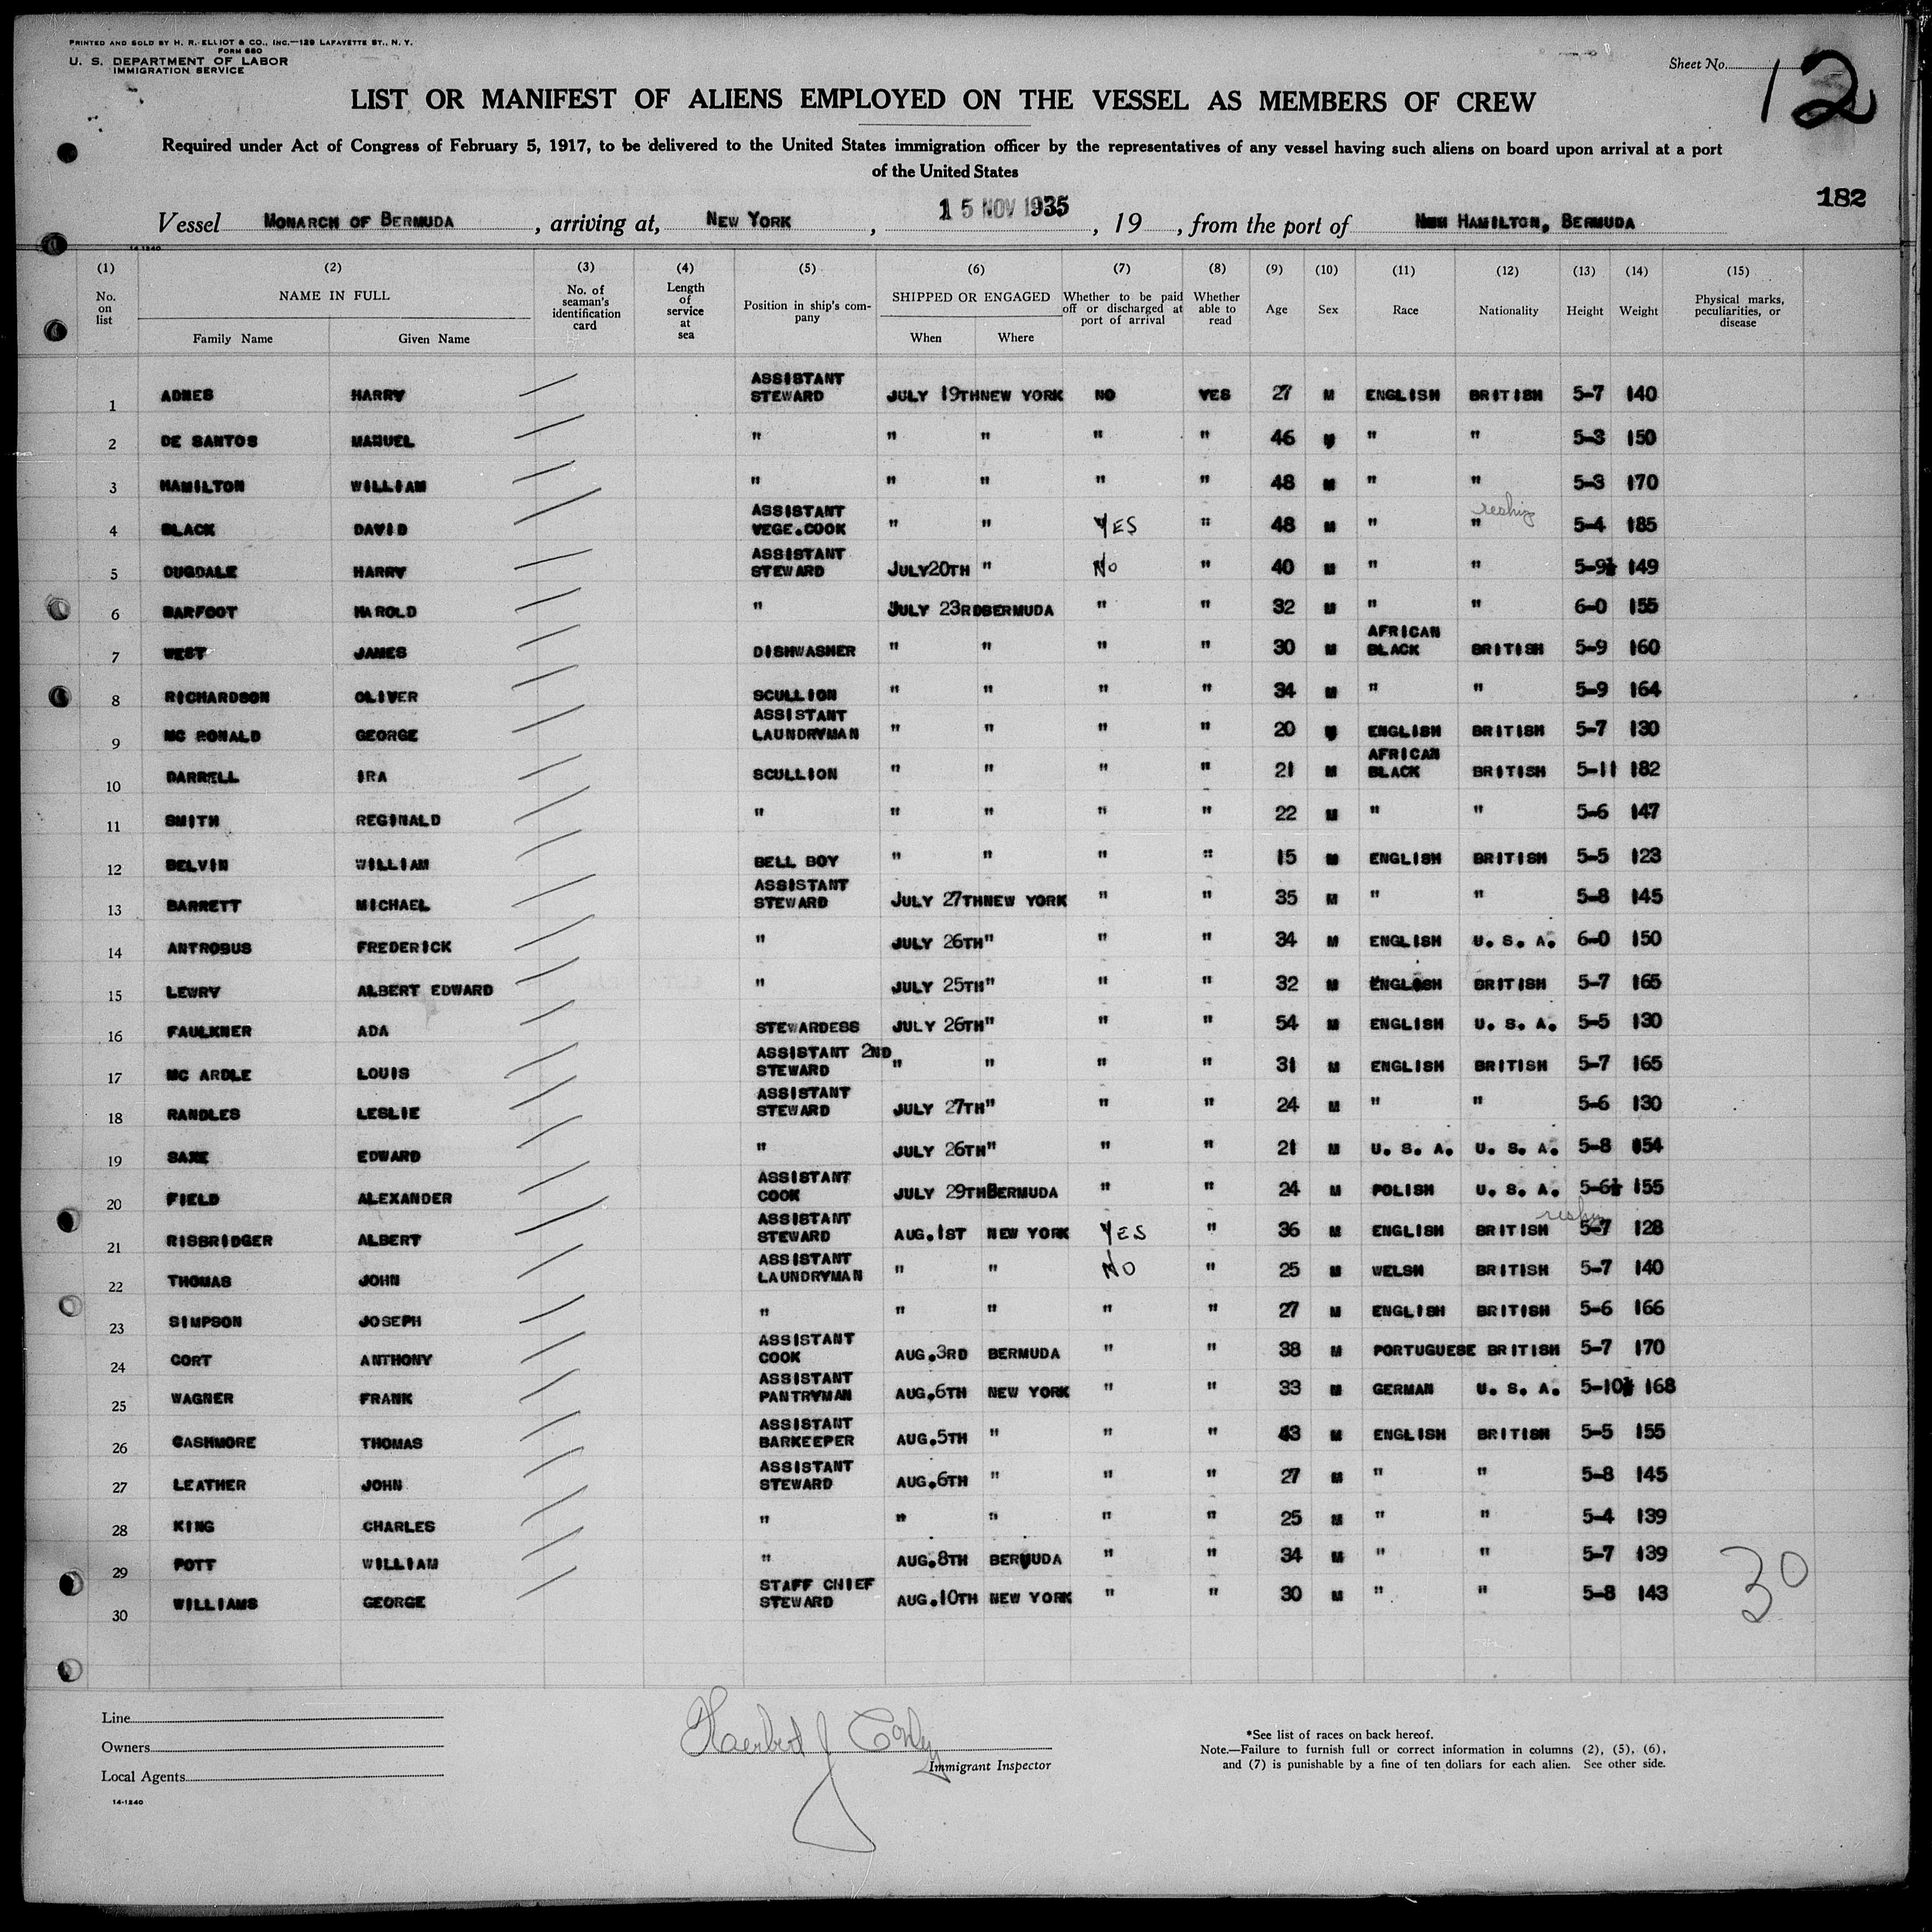 PRINTED AND SOLD BY H. R. ELLIOT & CO., INC.—129 LAFAYETTE ST., N. Y.
FORM 680
U. S. DEPARTMENT OF LABOR
IMMIGRATION SERVICE
Sheet No. 12
LIST OR MANIFEST OF ALIENS EMPLOYED ON THE VESSEL AS MEMBERS OF CREW
Required under Act of Congress of February 5, 1917, to be delivered to the United States immigration officer by the representatives of any vessel having such aliens on board upon arrival at a port
of the United States
182
Vessel MONARCH OF BERMUDA, arriving at, NEW YORK, 15 NOV 1935, 19 , from the port of HAMILTON, BERMUDA
14-1240
(1) (2) (3) (4) (5) (6) (7) (8) (9) (10) (11) (12) (13) (14) (15)
No. on list NAME IN FULL Family Name Given Name No. of seaman's identification card Length of service at sea Position in ship's company SHIPPED OR ENGAGED When Where Whether to be paid off or discharged at port of arrival Whether able to read Age Sex Race Nationality Height Weight Physical marks, peculiarities, or disease
1 ADNES HARRY ASSISTANT STEWARD JULY 19TH NEW YORK NO YES 27 M ENGLISH BRITISH 5-7 140
2 DE SANTOS MANUEL " " " " " 46 M " " 5-3 150
3 HAMILTON WILLIAM " " " " " 48 M " " 5-3 170
4 BLACK DAVID ASSISTANT VEGE.COOK " " YES " 48 M " " 5-4 185
5 DUGDALE HARRY ASSISTANT STEWARD JULY20TH " NO " 40 M " " 5-9½ 149
6 BARFOOT HAROLD " JULY 23RD BERMUDA " " 32 M " " 6-0 155
7 WEST JAMES DISHWASHER " " " " 30 M AFRICAN BLACK BRITISH 5-9 160
8 RICHARDSON OLIVER SCULLION " " " " 34 M " " 5-9 164
9 MC RONALD GEORGE ASSISTANT LAUNDRYMAN " " " " 20 M ENGLISH BRITISH 5-7 130
10 DARRELL IRA SCULLION " " " " 21 M AFRICAN BLACK BRITISH 5-11 182
11 SMITH REGINALD " " " " " 22 M " " 5-6 147
12 BELVIN WILLIAM BELL BOY " " " " 15 M ENGLISH BRITISH 5-5 123
13 BARRETT MICHAEL ASSISTANT STEWARD JULY 27TH NEW YORK " " 35 M " " 5-8 145
14 ANTROBUS FREDERICK " JULY 26TH " " " 34 M ENGLISH U. S. A. 6-0 150
15 LEWRY ALBERT EDWARD " JULY 25TH " " " 32 M ENGLISH BRITISH 5-7 165
16 FAULKNER ADA STEWARDESS JULY 26TH " " " 54 M ENGLISH U. S. A. 5-5 130
17 MC ARDLE LOUIS ASSISTANT 2ND STEWARD " " " " 31 M ENGLISH BRITISH 5-7 165
18 RANDLES LESLIE ASSISTANT STEWARD JULY 27TH " " " 24 M " " 5-6 130
19 SAXE EDWARD " JULY 26TH " " " 21 M U. S. A. U. S. A. 5-8 154
20 FIELD ALEXANDER ASSISTANT COOK JULY 29TH BERMUDA " " 24 M POLISH U. S. A. 5-6½ 155
21 RISBRIDGER ALBERT ASSISTANT STEWARD AUG.1ST NEW YORK YES " 36 M ENGLISH BRITISH 5-7 128
22 THOMAS JOHN ASSISTANT LAUNDRYMAN " " NO " 25 M WELSH BRITISH 5-7 140
23 SIMPSON JOSEPH " " " " " 27 M ENGLISH BRITISH 5-6 166
24 CORT ANTHONY ASSISTANT COOK AUG.3RD BERMUDA " " 38 M PORTUGUESE BRITISH 5-7 170
25 WAGNER FRANK ASSISTANT PANTRYMAN AUG.6TH NEW YORK " " 33 M GERMAN U. S. A. 5-10½ 168
26 CASHMORE THOMAS ASSISTANT BARKEEPER AUG.5TH " " " 43 M ENGLISH BRITISH 5-5 155
27 LEATHER JOHN ASSISTANT STEWARD AUG.6TH " " " 27 M " " 5-8 145
28 KING CHARLES " " " " " 25 M " " 5-4 139
29 POTT WILLIAM " AUG.8TH BERMUDA " " 34 M " " 5-7 139
30 WILLIAMS GEORGE STAFF CHIEF STEWARD AUG.10TH NEW YORK " " 30 M " " 5-8 143
30
Line
Owners
Local Agents
14-1240
Immigrant Inspector
*See list of races on back hereof.
Note.—Failure to furnish full or correct information in columns (2), (5), (6),
and (7) is punishable by a fine of ten dollars for each alien. See other side.